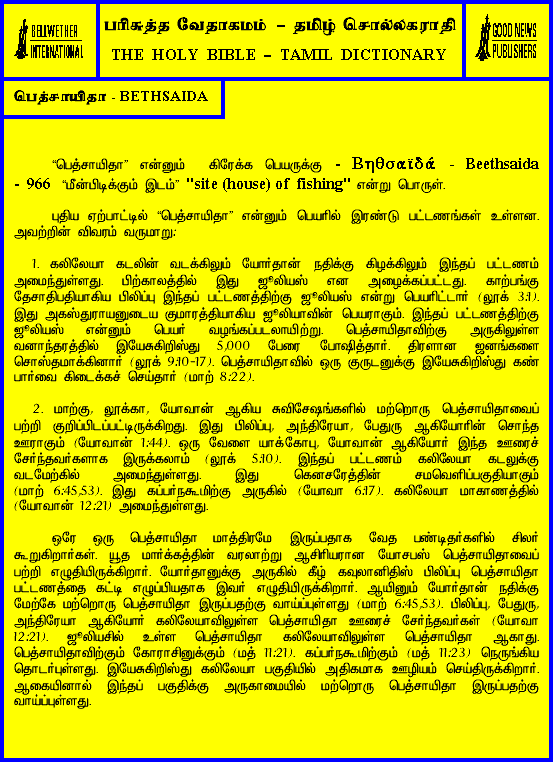 BELLWETHER
INTERNATIONAL
பரிசுத்த வேதாகமம் – தமிழ் சொல்லகராதி
THE HOLY BIBLE – TAMIL DICTIONARY
GOOD NEWS
PUBLISHERS
பெத்சாயிதா - BETHSAIDA
“பெத்சாயிதா” என்னும் கிரேக்க பெயருக்கு - Βηθσαϊδά - Beethsaida
- 966 “மீன்பிடிக்கும் இடம்” "site (house) of fishing" என்று பொருள்.
புதிய ஏற்பாட்டில் “பெத்சாயிதா” என்னும் பெயரில் இரண்டு பட்டணங்கள் உள்ளன.
அவற்றின் விவரம் வருமாறு:
1. கலிலேயா கடலின் வடக்கிலும் யோர்தான் நதிக்கு கிழக்கிலும் இந்தப் பட்டணம்
அமைந்துள்ளது. பிற்காலத்தில் இது ஜூலியஸ் என அழைக்கப்பட்டது. காற்பங்கு
தேசாதிபதியாகிய பிலிப்பு இந்தப் பட்டணத்திற்கு ஜூலியஸ் என்று பெயரிட்டார் (லூக் 3:1).
இது அகஸ்துராயனுடைய குமாரத்தியாகிய ஜூலியாவின் பெயராகும். இந்தப் பட்டணத்திற்கு
ஜூலியஸ் என்னும் பெயர் வழங்கப்படலாயிற்று. பெத்சாயிதாவிற்கு அருகிலுள்ள
வனாந்தரத்தில் இயேசுகிறிஸ்து 5,000 பேரை போஷித்தார். திரளான ஜனங்களை
சொஸ்தமாக்கினார் (லூக் 9:10-17). பெத்சாயிதாவில் ஒரு குருடனுக்கு இயேசுகிறிஸ்து கண்
பார்வை கிடைக்கச் செய்தார் (மாற் 8:22).
2. மாற்கு, லூக்கா, யோவான் ஆகிய சுவிசேஷங்களில் மற்றொரு பெத்சாயிதாவைப்
பற்றி குறிப்பிடப்பட்டிருக்கிறது. இது பிலிப்பு, அந்திரேயா, பேதுரு ஆகியோரின் சொந்த
ஊராகும் (யோவான் 1:44). ஒரு வேளை யாக்கோபு, யோவான் ஆகியோர் இந்த ஊரைச்
சேர்ந்தவர்களாக இருக்கலாம் (லூக் 5:10). இந்தப் பட்டணம் கலிலேயா கடலுக்கு
வடமேற்கில் அமைந்துள்ளது. இது கெனசரேத்தின் சமவெளிப்பகுதியாகும்
(மாற் 6:45,53). இது கப்பர்நகூமிற்கு அருகில் (யோவா 6:17). கலிலேயா மாகாணத்தில்
(யோவான் 12:21) அமைந்துள்ளது.
ஒரே ஒரு பெத்சாயிதா மாத்திரமே இருப்பதாக வேத பண்டிதர்களில் சிலர்
கூறுகிறார்கள். யூத மார்க்கத்தின் வரலாற்று ஆசிரியரான யோசபஸ் பெத்சாயிதாவைப்
பற்றி எழுதியிருக்கிறார். யோர்தானுக்கு அருகில் கீழ் கவுலானிதிஸ் பிலிப்பு பெத்சாயிதா
பட்டணத்தை கட்டி எழுப்பியதாக இவர் எழுதியிருக்கிறார். ஆயினும் யோர்தான் நதிக்கு
மேற்கே மற்றொரு பெத்சாயிதா இருப்பதற்கு வாய்ப்புள்ளது (மாற் 6:45,53). பிலிப்பு, பேதுரு,
அந்திரேயா ஆகியோர் கலிலேயாவிலுள்ள பெத்சாயிதா ஊரைச் சேர்ந்தவர்கள் (யோவா
12:21). ஜூலியசில் உள்ள பெத்சாயிதா கலிலேயாவிலுள்ள பெத்சாயிதா ஆகாது.
பெத்சாயிதாவிற்கும் கோராசினுக்கும் (மத் 11:21). கப்பர்நகூமிற்கும் (மத் 11:23) நெருங்கிய
தொடர்புள்ளது. இயேசுகிறிஸ்து கலிலேயா பகுதியில் அதிகமாக ஊழியம் செய்திருக்கிறார்.
ஆகையினால் இந்தப் பகுதிக்கு அருகாமையில் மற்றொரு பெத்சாயிதா இருப்பதற்கு
வாய்ப்புள்ளது.